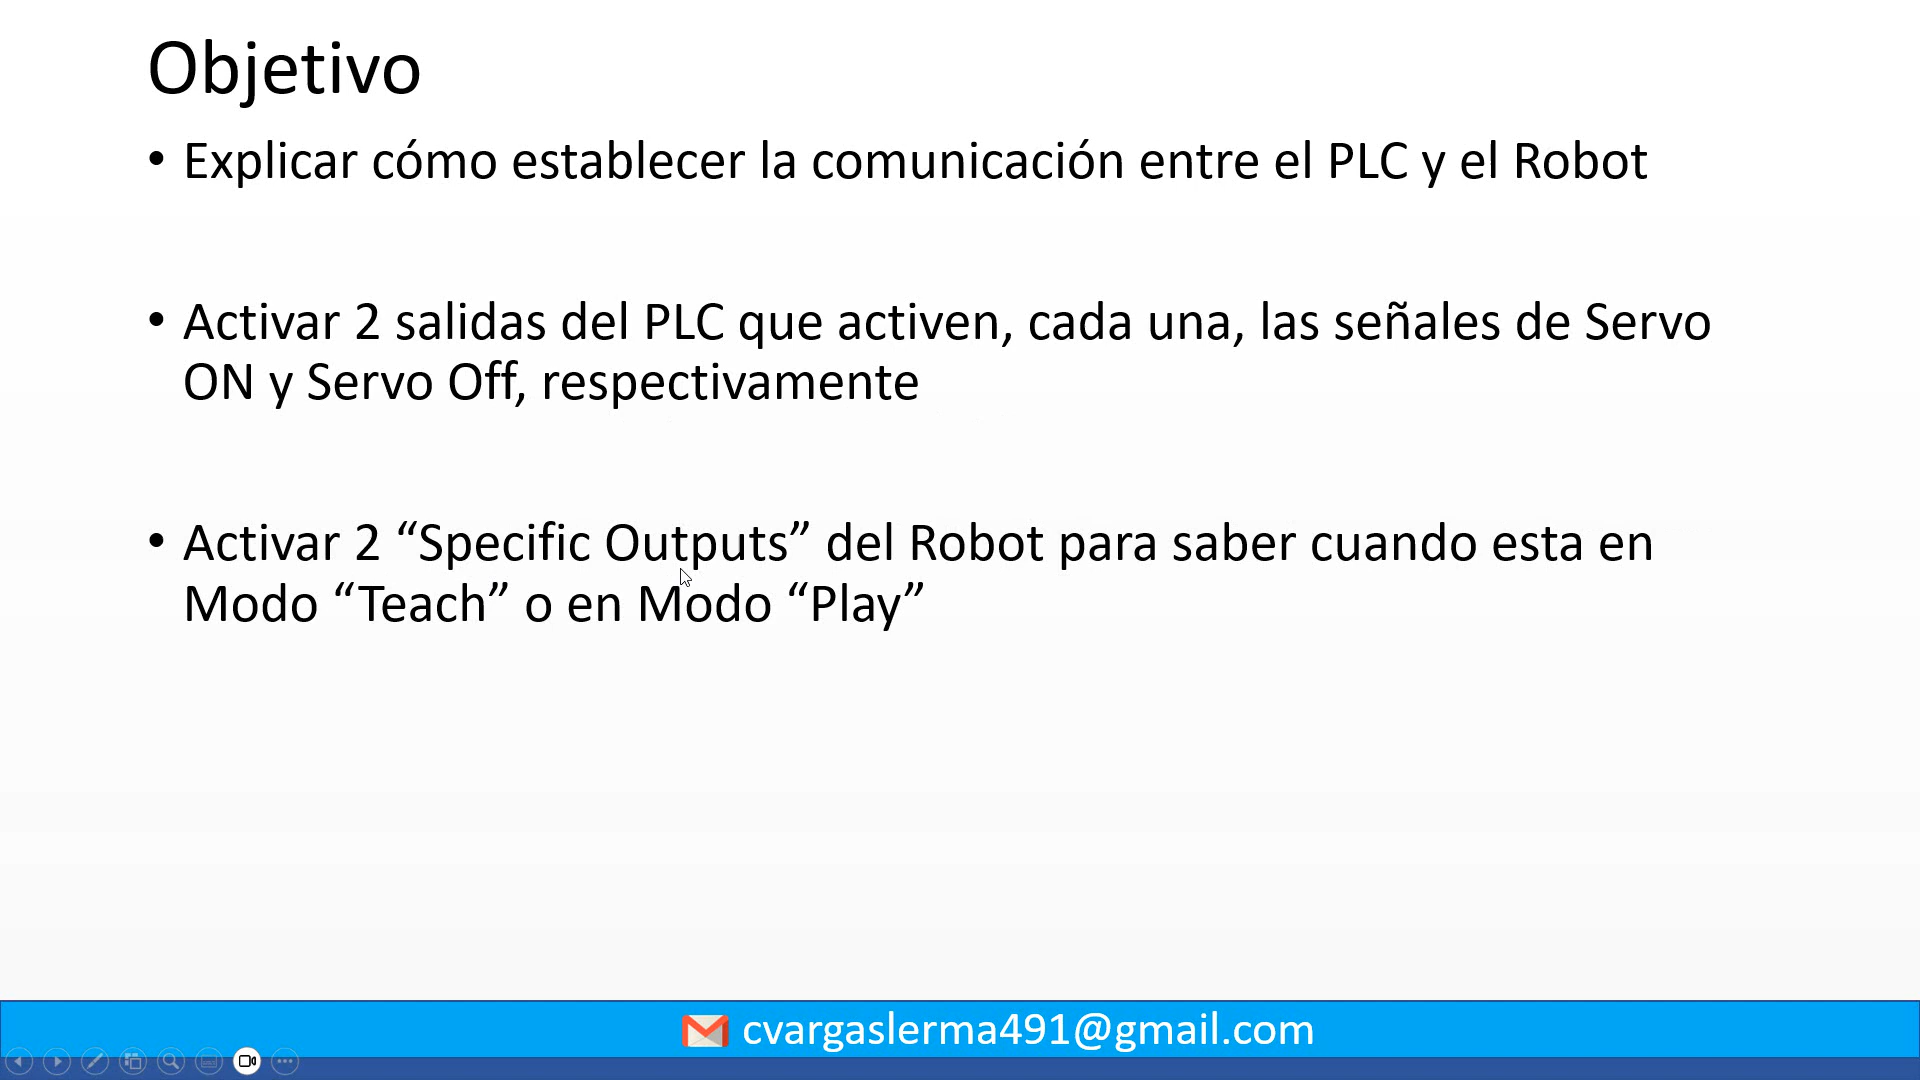 Objetivo
• Explicar cómo establecer la comunicación entre el PLC y el Robot
• Activar 2 salidas del PLC que activen, cada una, las señales de Servo
ON y Servo Off, respectivamente
• Activar 2 “Specific Outputs” del Robot para saber cuando esta en
Modo “Teach” o en Modo “Play”
cvargaslerma491@gmail.com